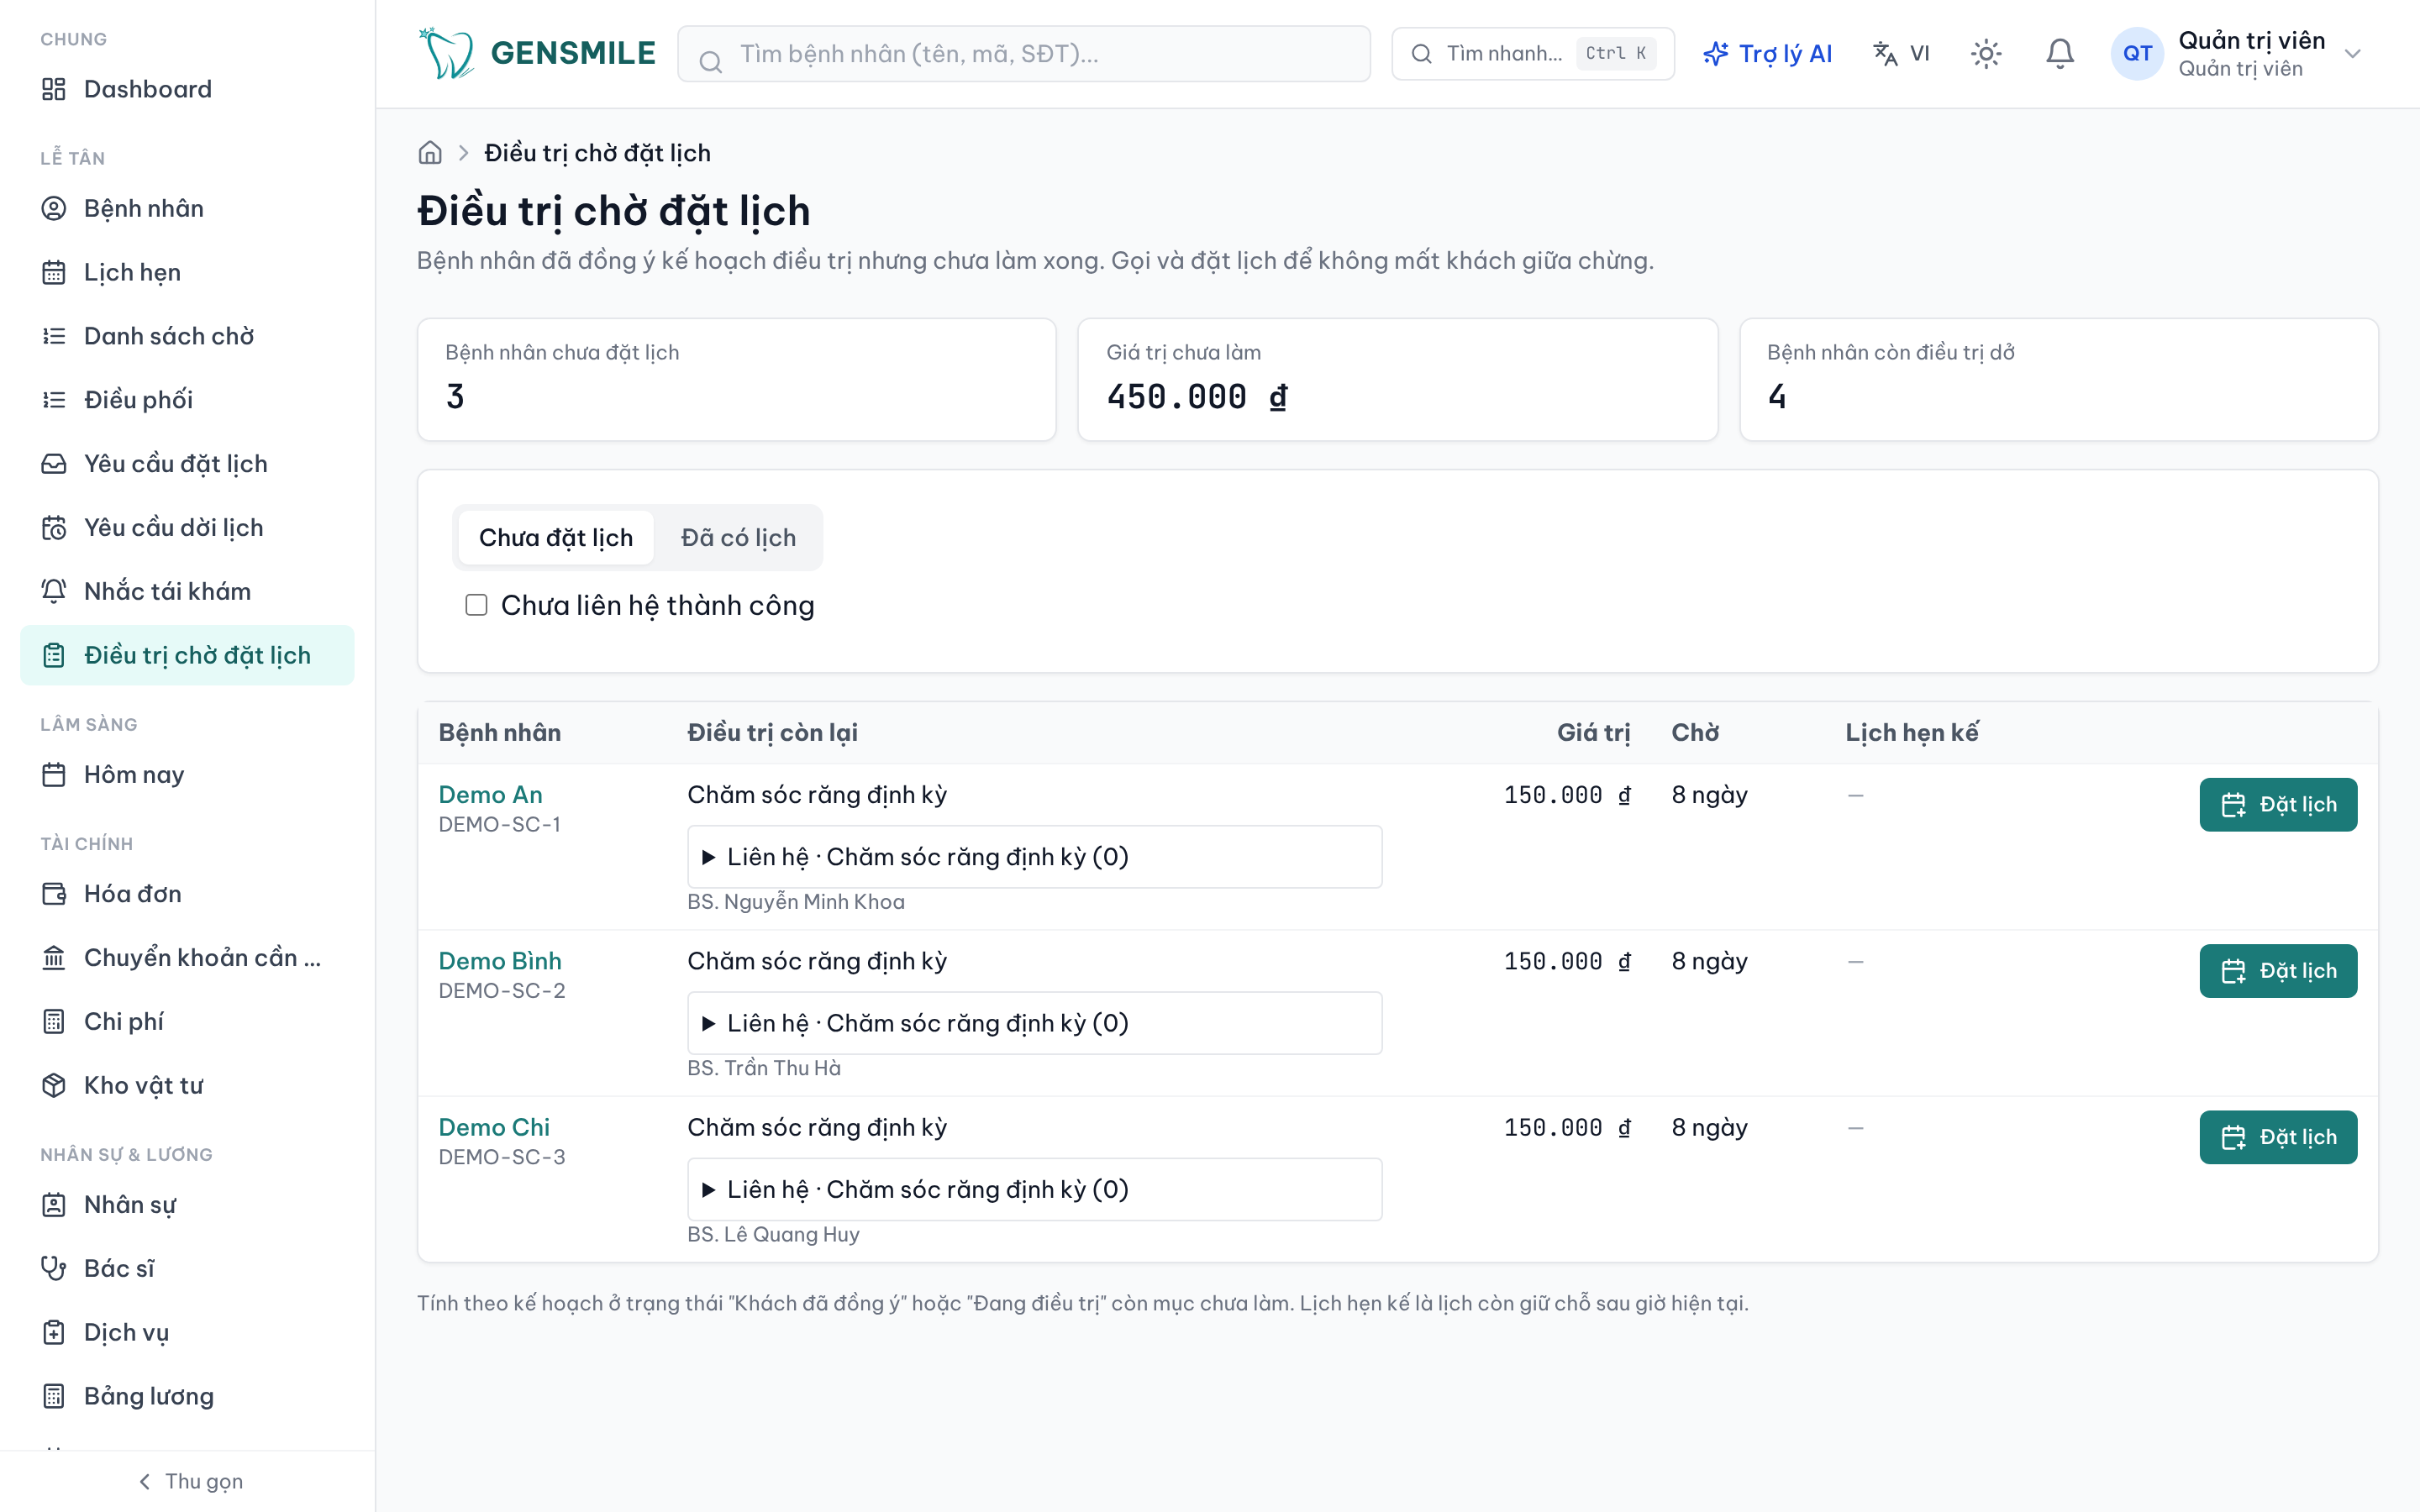 CHUNG
Dashboard
LỄ TÂN
Bệnh nhân
Lịch hẹn
Danh sách chờ
Điều phối
Yêu cầu đặt lịch
Yêu cầu dời lịch
Nhắc tái khám
Điều trị chờ đặt lịch
LÂM SÀNG
Hôm nay
TÀI CHÍNH
Hóa đơn
Chuyển khoản cần ...
Chi phí
Kho vật tư
NHÂN SỰ & LƯƠNG
Nhân sự
Bác sĩ
Dịch vụ
Bảng lương
Thu gọn
GENSMILE
Tìm bệnh nhân (tên, mã, SĐT)...
Tìm nhanh... Ctrl K
Trợ lý AI
VI
QT
Quản trị viên
Quản trị viên
Điều trị chờ đặt lịch
Điều trị chờ đặt lịch
Bệnh nhân đã đồng ý kế hoạch điều trị nhưng chưa làm xong. Gọi và đặt lịch để không mất khách giữa chừng.
Bệnh nhân chưa đặt lịch
3
Giá trị chưa làm
450.000 ₫
Bệnh nhân còn điều trị dở
4
Chưa đặt lịch Đã có lịch
Chưa liên hệ thành công
Bệnh nhân Điều trị còn lại Giá trị Chờ Lịch hẹn kế
Demo An Chăm sóc răng định kỳ 150.000 ₫ 8 ngày — Đặt lịch
DEMO-SC-1
Liên hệ · Chăm sóc răng định kỳ (0)
BS. Nguyễn Minh Khoa
Demo Bình Chăm sóc răng định kỳ 150.000 ₫ 8 ngày — Đặt lịch
DEMO-SC-2
Liên hệ · Chăm sóc răng định kỳ (0)
BS. Trần Thu Hà
Demo Chi Chăm sóc răng định kỳ 150.000 ₫ 8 ngày — Đặt lịch
DEMO-SC-3
Liên hệ · Chăm sóc răng định kỳ (0)
BS. Lê Quang Huy
Tính theo kế hoạch ở trạng thái "Khách đã đồng ý" hoặc "Đang điều trị" còn mục chưa làm. Lịch hẹn kế là lịch còn giữ chỗ sau giờ hiện tại.